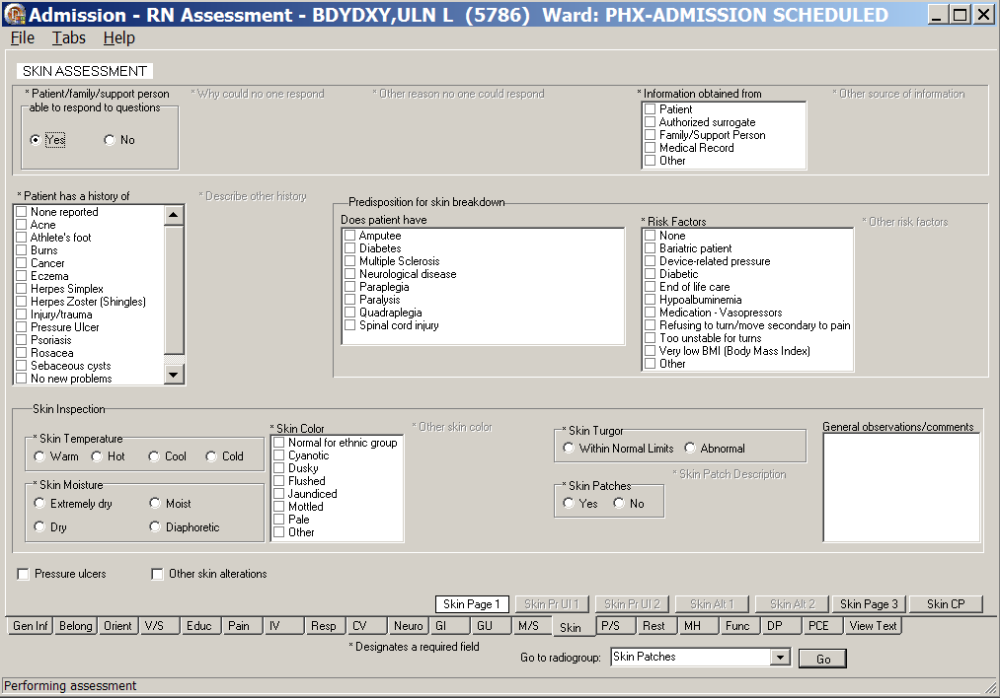 Admission - RN Assessment - BDYDXY,ULN L (5786) Ward: PHX-ADMISSION SCHEDULED
File Tabs Help
SKIN ASSESSMENT
* Patient/family/support person
able to respond to questions
Yes No
* Why could no one respond
* Other reason no one could respond
* Information obtained from
Patient
Authorized surrogate
Family/Support Person
Medical Record
Other
* Other source of information
* Patient has a history of
None reported
Acne
Athlete's foot
Burns
Cancer
Eczema
Herpes Simplex
Herpes Zoster (Shingles)
Injury/trauma
Pressure Ulcer
Psoriasis
Rosacea
Sebaceous cysts
No new problems
* Describe other history
Predisposition for skin breakdown
Does patient have
Amputee
Diabetes
Multiple Sclerosis
Neurological disease
Paraplegia
Paralysis
Quadraplegia
Spinal cord injury
* Risk Factors
None
Bariatric patient
Device-related pressure
Diabetic
End of life care
Hypoalbuminemia
Medication - Vasopressors
Refusing to turn/move secondary to pain
Too unstable for turns
Very low BMI (Body Mass Index)
Other
* Other risk factors
Skin Inspection
* Skin Temperature
Warm Hot Cool Cold
* Skin Moisture
Extremely dry Moist
Dry Diaphoretic
* Skin Color
Normal for ethnic group
Cyanotic
Dusky
Flushed
Jaundiced
Mottled
Pale
Other
* Other skin color
* Skin Turgor
Within Normal Limits Abnormal
* Skin Patch Description
* Skin Patches
Yes No
General observations/comments
Pressure ulcers Other skin alterations
Skin Page 1 Skin Pr Ul 1 Skin Pr Ul 2 Skin Alt 1 Skin Alt 2 Skin Page 3 Skin CP
Gen Inf Belong Orient V/S Educ Pain IV Resp CV Neuro GI GU M/S Skin P/S Rest MH Func DP PCE View Text
* Designates a required field
Go to radiogroup: Skin Patches Go
Performing assessment